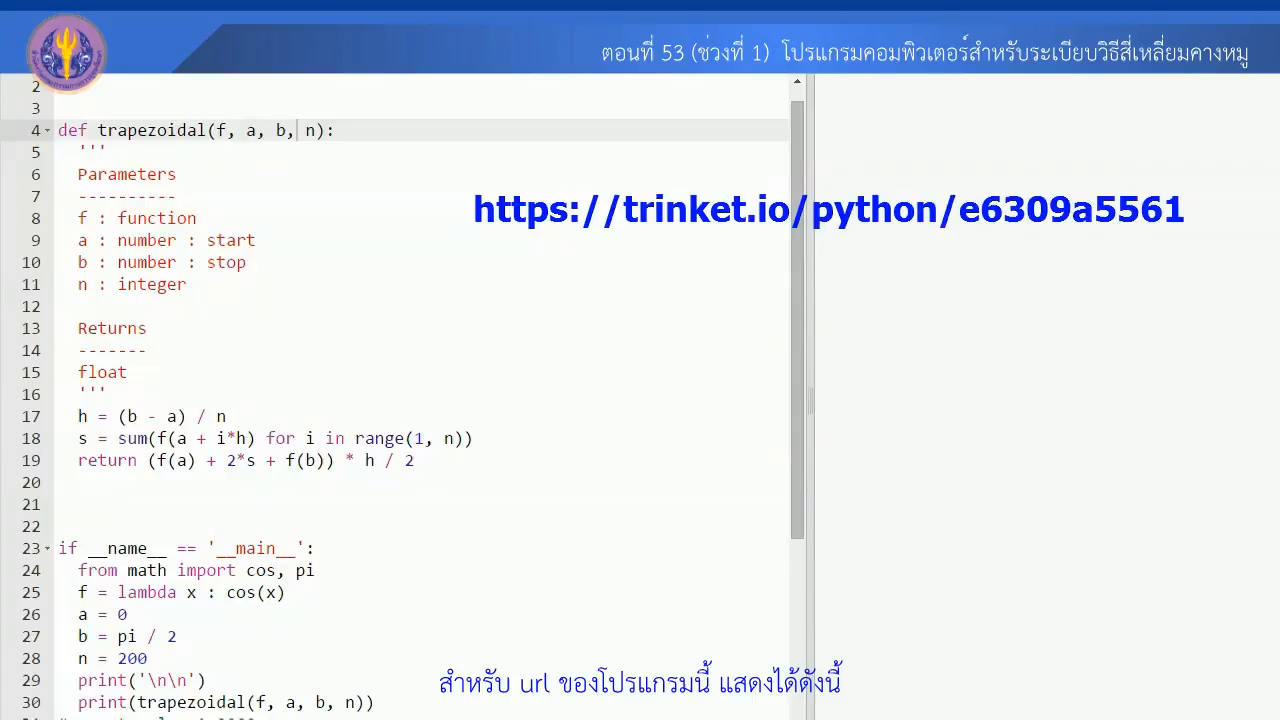 ตอนที่ 53 (ช่วงที่ 1) โปรแกรมคอมพิวเตอร์สำหรับระเบียบวิธีสี่เหลี่ยมคางหมู
2
3
4 def trapezoidal(f, a, b, n):
5 '''
6 Parameters
7 ----------
8 f : function
9 a : number : start
10 b : number : stop
11 n : integer
12
13 Returns
14 -------
15 float
16 '''
17 h = (b - a) / n
18 s = sum(f(a + i*h) for i in range(1, n))
19 return (f(a) + 2*s + f(b)) * h / 2
20
21
22
23 if __name__ == '__main__':
24 from math import cos, pi
25 f = lambda x : cos(x)
26 a = 0
27 b = pi / 2
28 n = 200
29 print('\n\n')
30 print(trapezoidal(f, a, b, n))
https://trinket.io/python/e6309a5561
สำหรับ url ของโปรแกรมนี้ แสดงได้ดังนี้